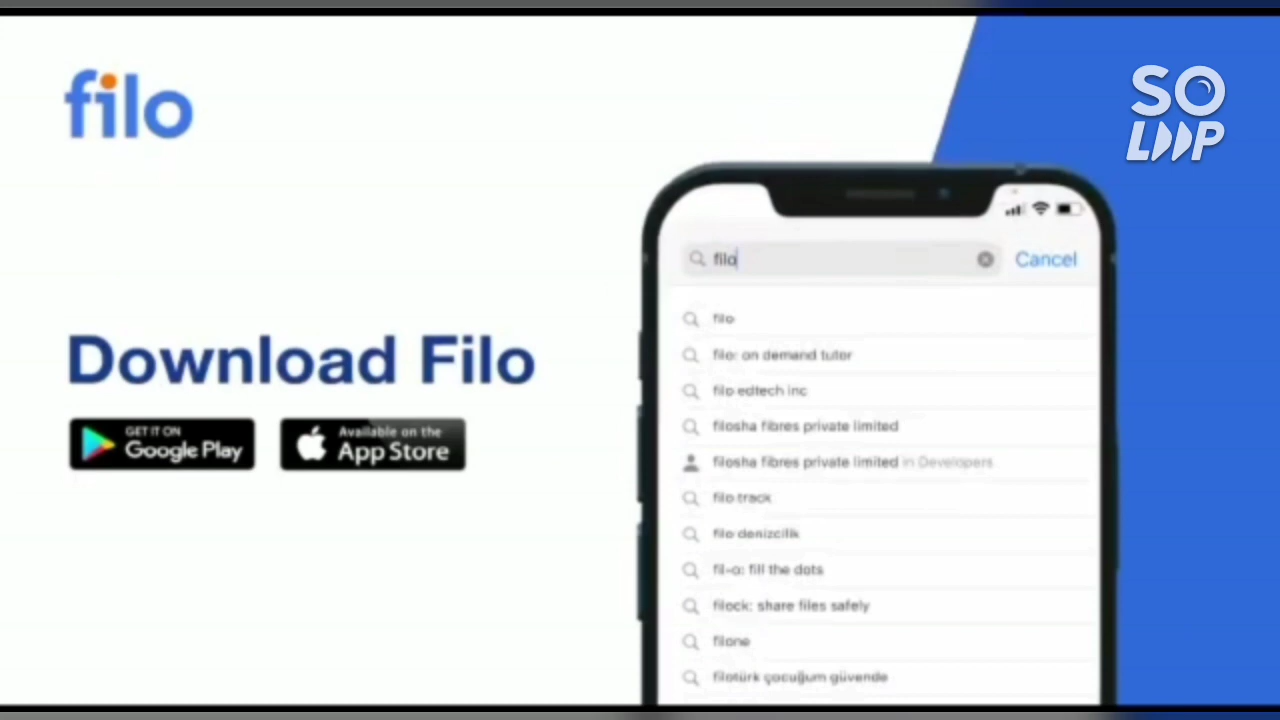 filo
SO
LOOP
filo
Cancel
Download Filo
GET IT ON
Google Play
Available on the
App Store
filo
filo: on demand tutor
filo edtech inc
filosha fibres private limited
filosha fibres private limited in Developers
filo track
filo denizcilik
fil-o: fill the dots
filock: share files safely
filone
filotürk çocuğum güvende